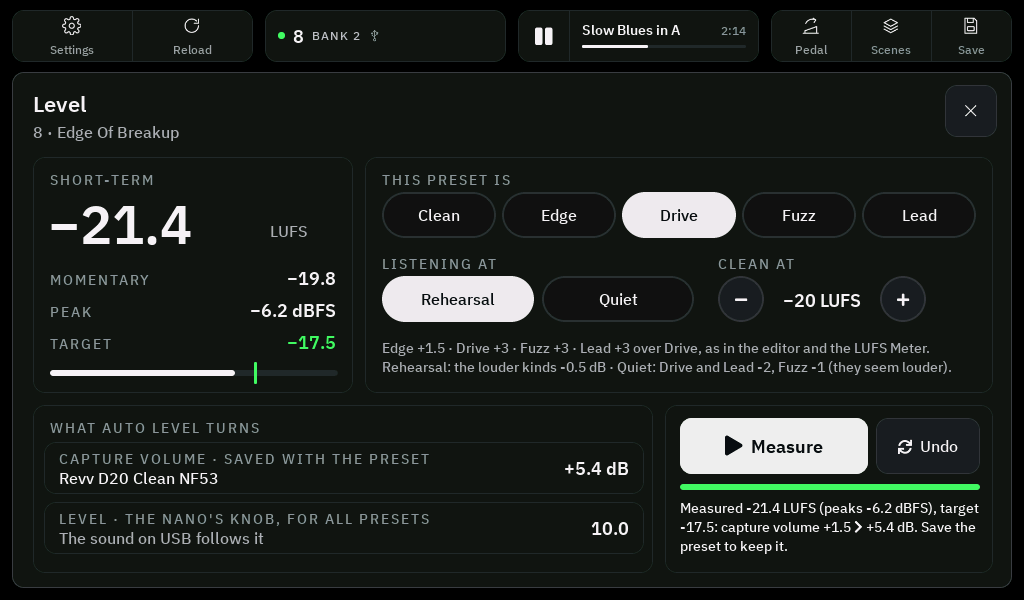 Settings
Reload
8 BANK 2
Slow Blues in A 2:14
Pedal
Scenes
Save
Level
8 · Edge Of Breakup
SHORT-TERM
−21.4 LUFS
MOMENTARY −19.8
PEAK −6.2 dBFS
TARGET −17.5
THIS PRESET IS
Clean
Edge
Drive
Fuzz
Lead
LISTENING AT
Rehearsal
Quiet
CLEAN AT
− −20 LUFS +
Edge +1.5 · Drive +3 · Fuzz +3 · Lead +3 over Drive, as in the editor and the LUFS Meter.
Rehearsal: the louder kinds -0.5 dB · Quiet: Drive and Lead -2, Fuzz -1 (they seem louder).
WHAT AUTO LEVEL TURNS
CAPTURE VOLUME · SAVED WITH THE PRESET
Revv D20 Clean NF53
+5.4 dB
LEVEL · THE NANO'S KNOB, FOR ALL PRESETS
The sound on USB follows it
10.0
Measure
Undo
Measured -21.4 LUFS (peaks -6.2 dBFS), target
-17.5: capture volume +1.5 > +5.4 dB. Save the
preset to keep it.